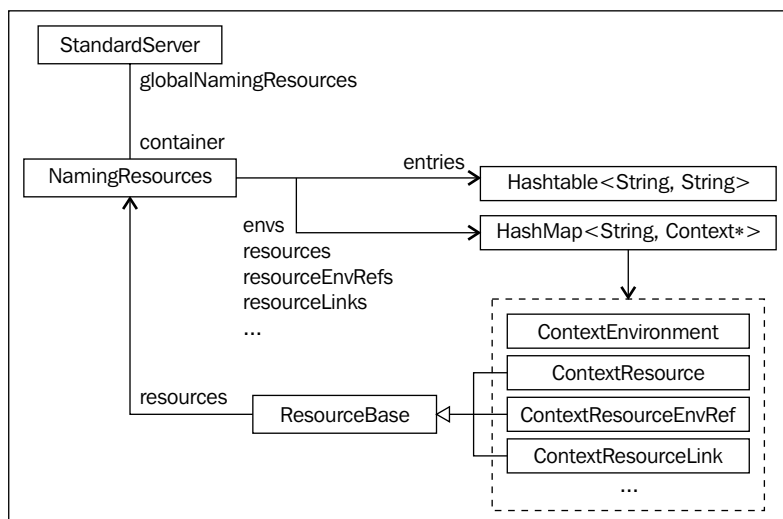 StandardServer
globalNamingResources
container
NamingResources
entries
Hashtable<String, String>
HashMap<String, Context*>
envs
resources
resourceEnvRefs
resourceLinks
...
ContextEnvironment
ContextResource
ContextResourceEnvRef
ContextResourceLink
...
resources
ResourceBase